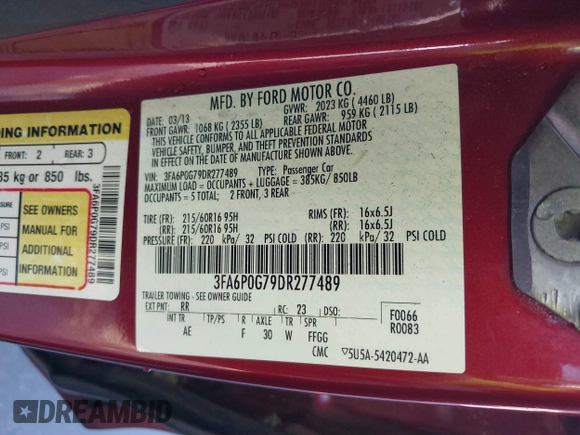 MFD. BY FORD MOTOR CO.
DATE: 03/13 GVWR: 2023 KG ( 4460 LB)
FRONT GAWR: 1068 KG ( 2355 LB) REAR GAWR: 959 KG ( 2115 LB)
THIS VEHICLE CONFORMS TO ALL APPLICABLE FEDERAL MOTOR
VEHICLE SAFETY, BUMPER, AND THEFT PREVENTION STANDARDS
IN EFFECT ON THE DATE OF MANUFACTURE SHOWN ABOVE.
VIN: 3FA6P0G79DR277489 TYPE: Passenger Car
MAXIMUM LOAD = OCCUPANTS + LUGGAGE = 385KG/ 850LB
OCCUPANTS = 5 TOTAL: 2 FRONT, 3 REAR
TIRE (FR): 215/60R16 95H RIMS (FR): 16x6.5J
(RR): 215/60R16 95H (RR): 16x6.5J
PRESSURE (FR): 220 kPa/ 32 PSI COLD (RR): 220 kPa/ 32 PSI COLD
3FA6P0G79DR277489
TRAILER TOWING - SEE OWNER GUIDE
EXT PNT: RR RC: 23 DSO:
INT TR TP/PS R AXLE TR SPR
AE F 30 W FFGG
F0066
R0083
CMC 5U5A-5420472-AA
DING INFORMATION
FRONT: 2 REAR: 3
85 kg or 850 lbs.
SEE OWNERS
MANUAL FOR
ADDITIONAL
INFORMATION
PSI
PSI
PSI
3FA6P0G79DR277489
DREAMBID